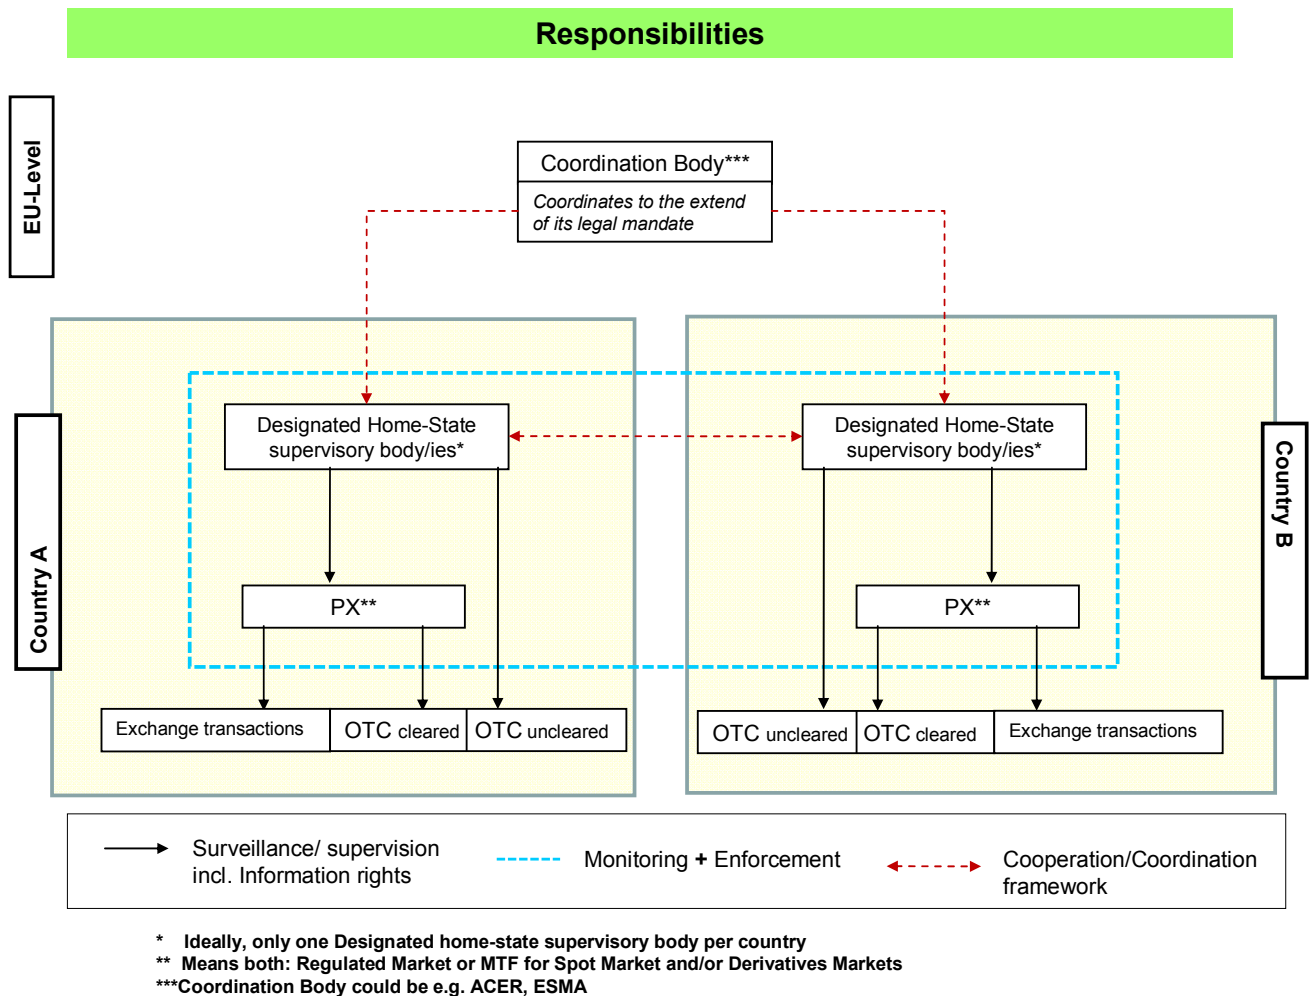 Responsibilities
EU-Level
Coordination Body***
Coordinates to the extend
of its legal mandate
Country A
Designated Home-State
supervisory body/ies*
Designated Home-State
supervisory body/ies*
Country B
PX**
PX**
Exchange transactions
OTC cleared
OTC uncleared
OTC uncleared
OTC cleared
Exchange transactions
Surveillance/ supervision
incl. Information rights
Monitoring + Enforcement
Cooperation/Coordination
framework
* Ideally, only one Designated home-state supervisory body per country
** Means both: Regulated Market or MTF for Spot Market and/or Derivatives Markets
***Coordination Body could be e.g. ACER, ESMA